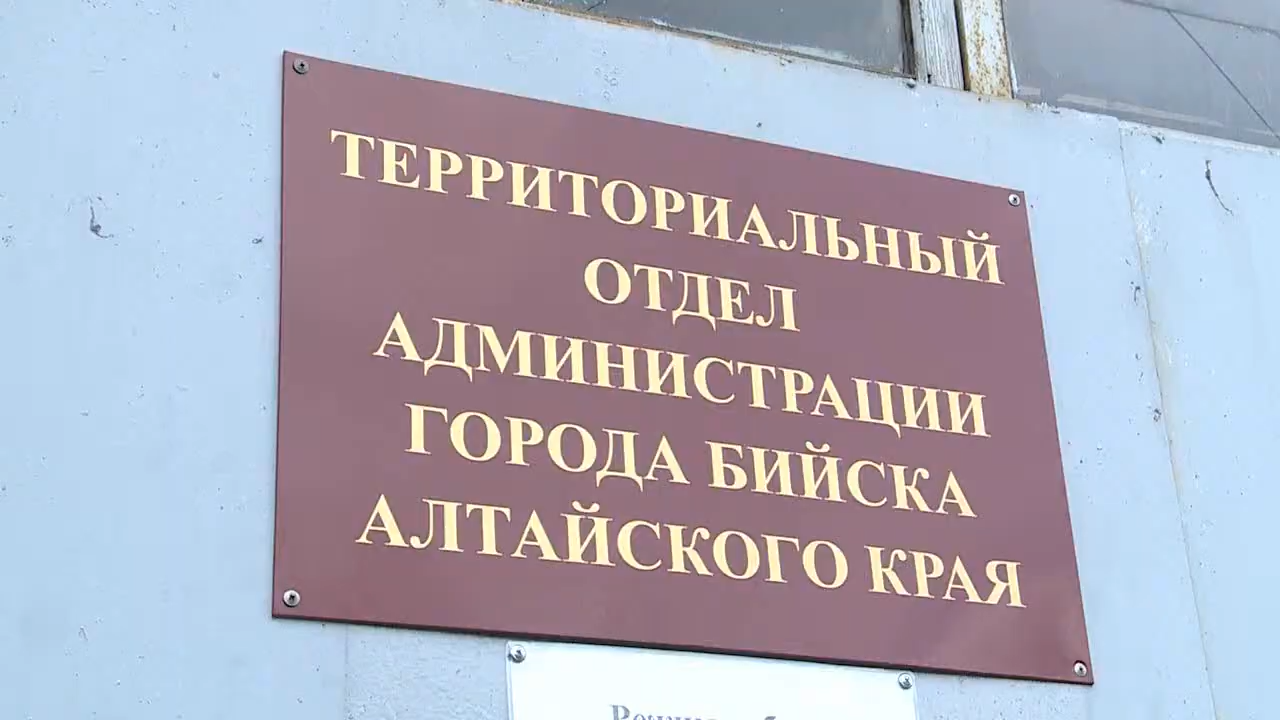 ТЕРРИТОРИАЛЬНЫЙ
ОТДЕЛ
АДМИНИСТРАЦИИ
ГОРОДА БИЙСКА
АЛТАЙСКОГО КРАЯ